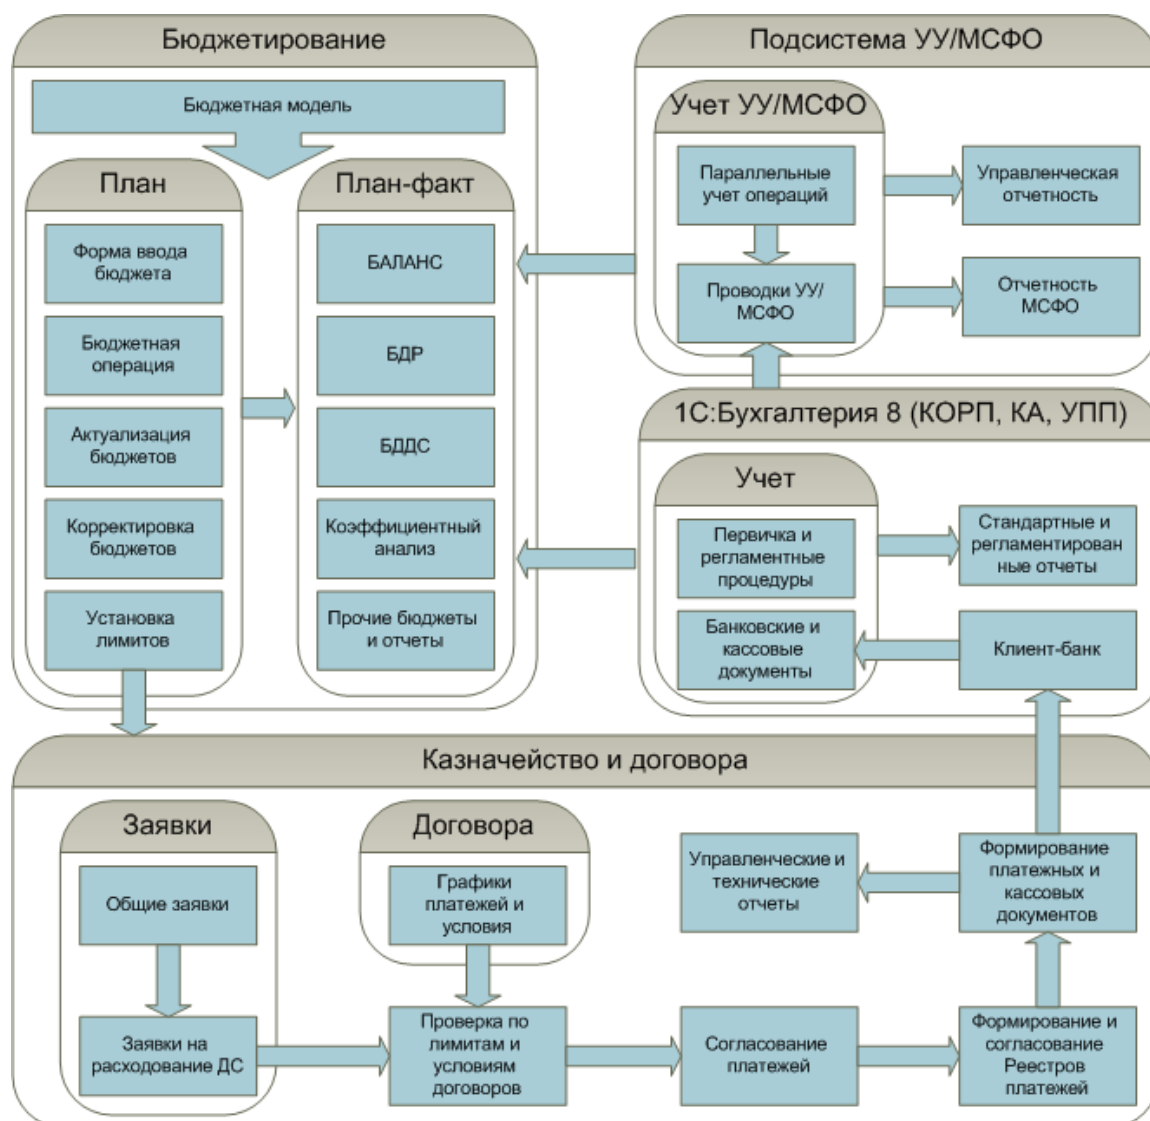 Бюджетирование
Бюджетная модель
План
Форма ввода
бюджета
Бюджетная
операция
Актуализация
бюджетов
Корректировка
бюджетов
Установка
лимитов
План-факт
БАЛАНС
БДР
БДДС
Коэффициентный
анализ
Прочие бюджеты
и отчеты
Подсистема УУ/МСФО
Учет УУ/МСФО
Параллельные
учет операций
Проводки УУ/
МСФО
Управленческая
отчетность
Отчетность
МСФО
1С:Бухгалтерия 8 (КОРП, КА, УПП)
Учет
Первичка и
регламентные
процедуры
Банковские и
кассовые
документы
Стандартные и
регламентирован
ные отчеты
Клиент-банк
Казначейство и договора
Заявки
Общие заявки
Заявки на
расходование ДС
Договора
Графики
платежей и
условия
Проверка по
лимитам и
условиям
договоров
Управленческие и
технические
отчеты
Согласование
платежей
Формирование
платежных и
кассовых
документов
Формирование и
согласование
Реестров
платежей